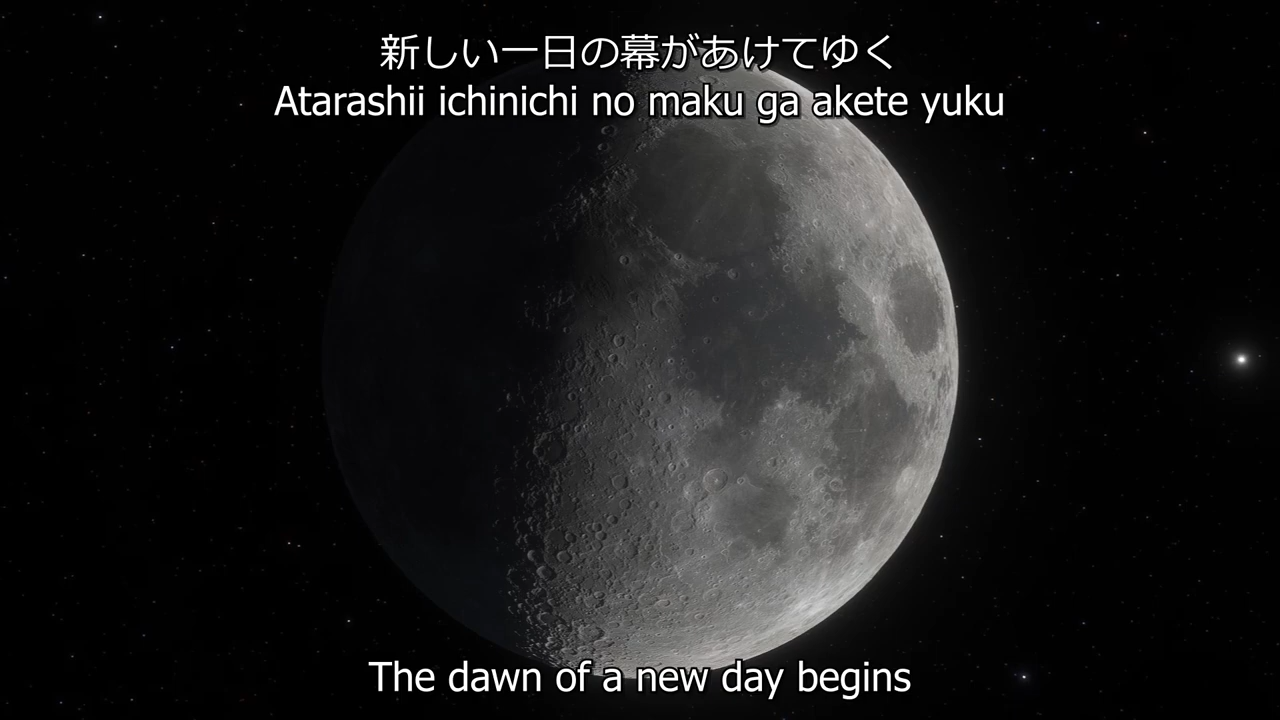 新しい一日の幕があけてゆく
Atarashii ichinichi no maku ga akete yuku
The dawn of a new day begins